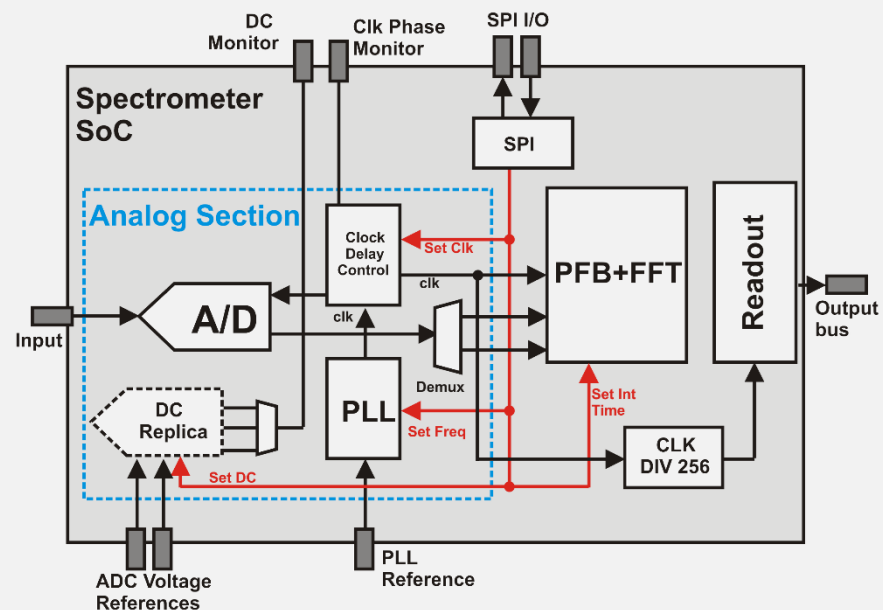 DC
Monitor
Clk Phase
Monitor
SPI I/O
Spectrometer
SoC
SPI
Analog Section
Clock
Delay
Control
Set Clk
clk
PFB+FFT
Readout
Output
bus
Input
A/D
clk
Demux
DC
Replica
PLL
Set Freq
Set Int
Time
CLK
DIV 256
Set DC
ADC Voltage
References
PLL
Reference